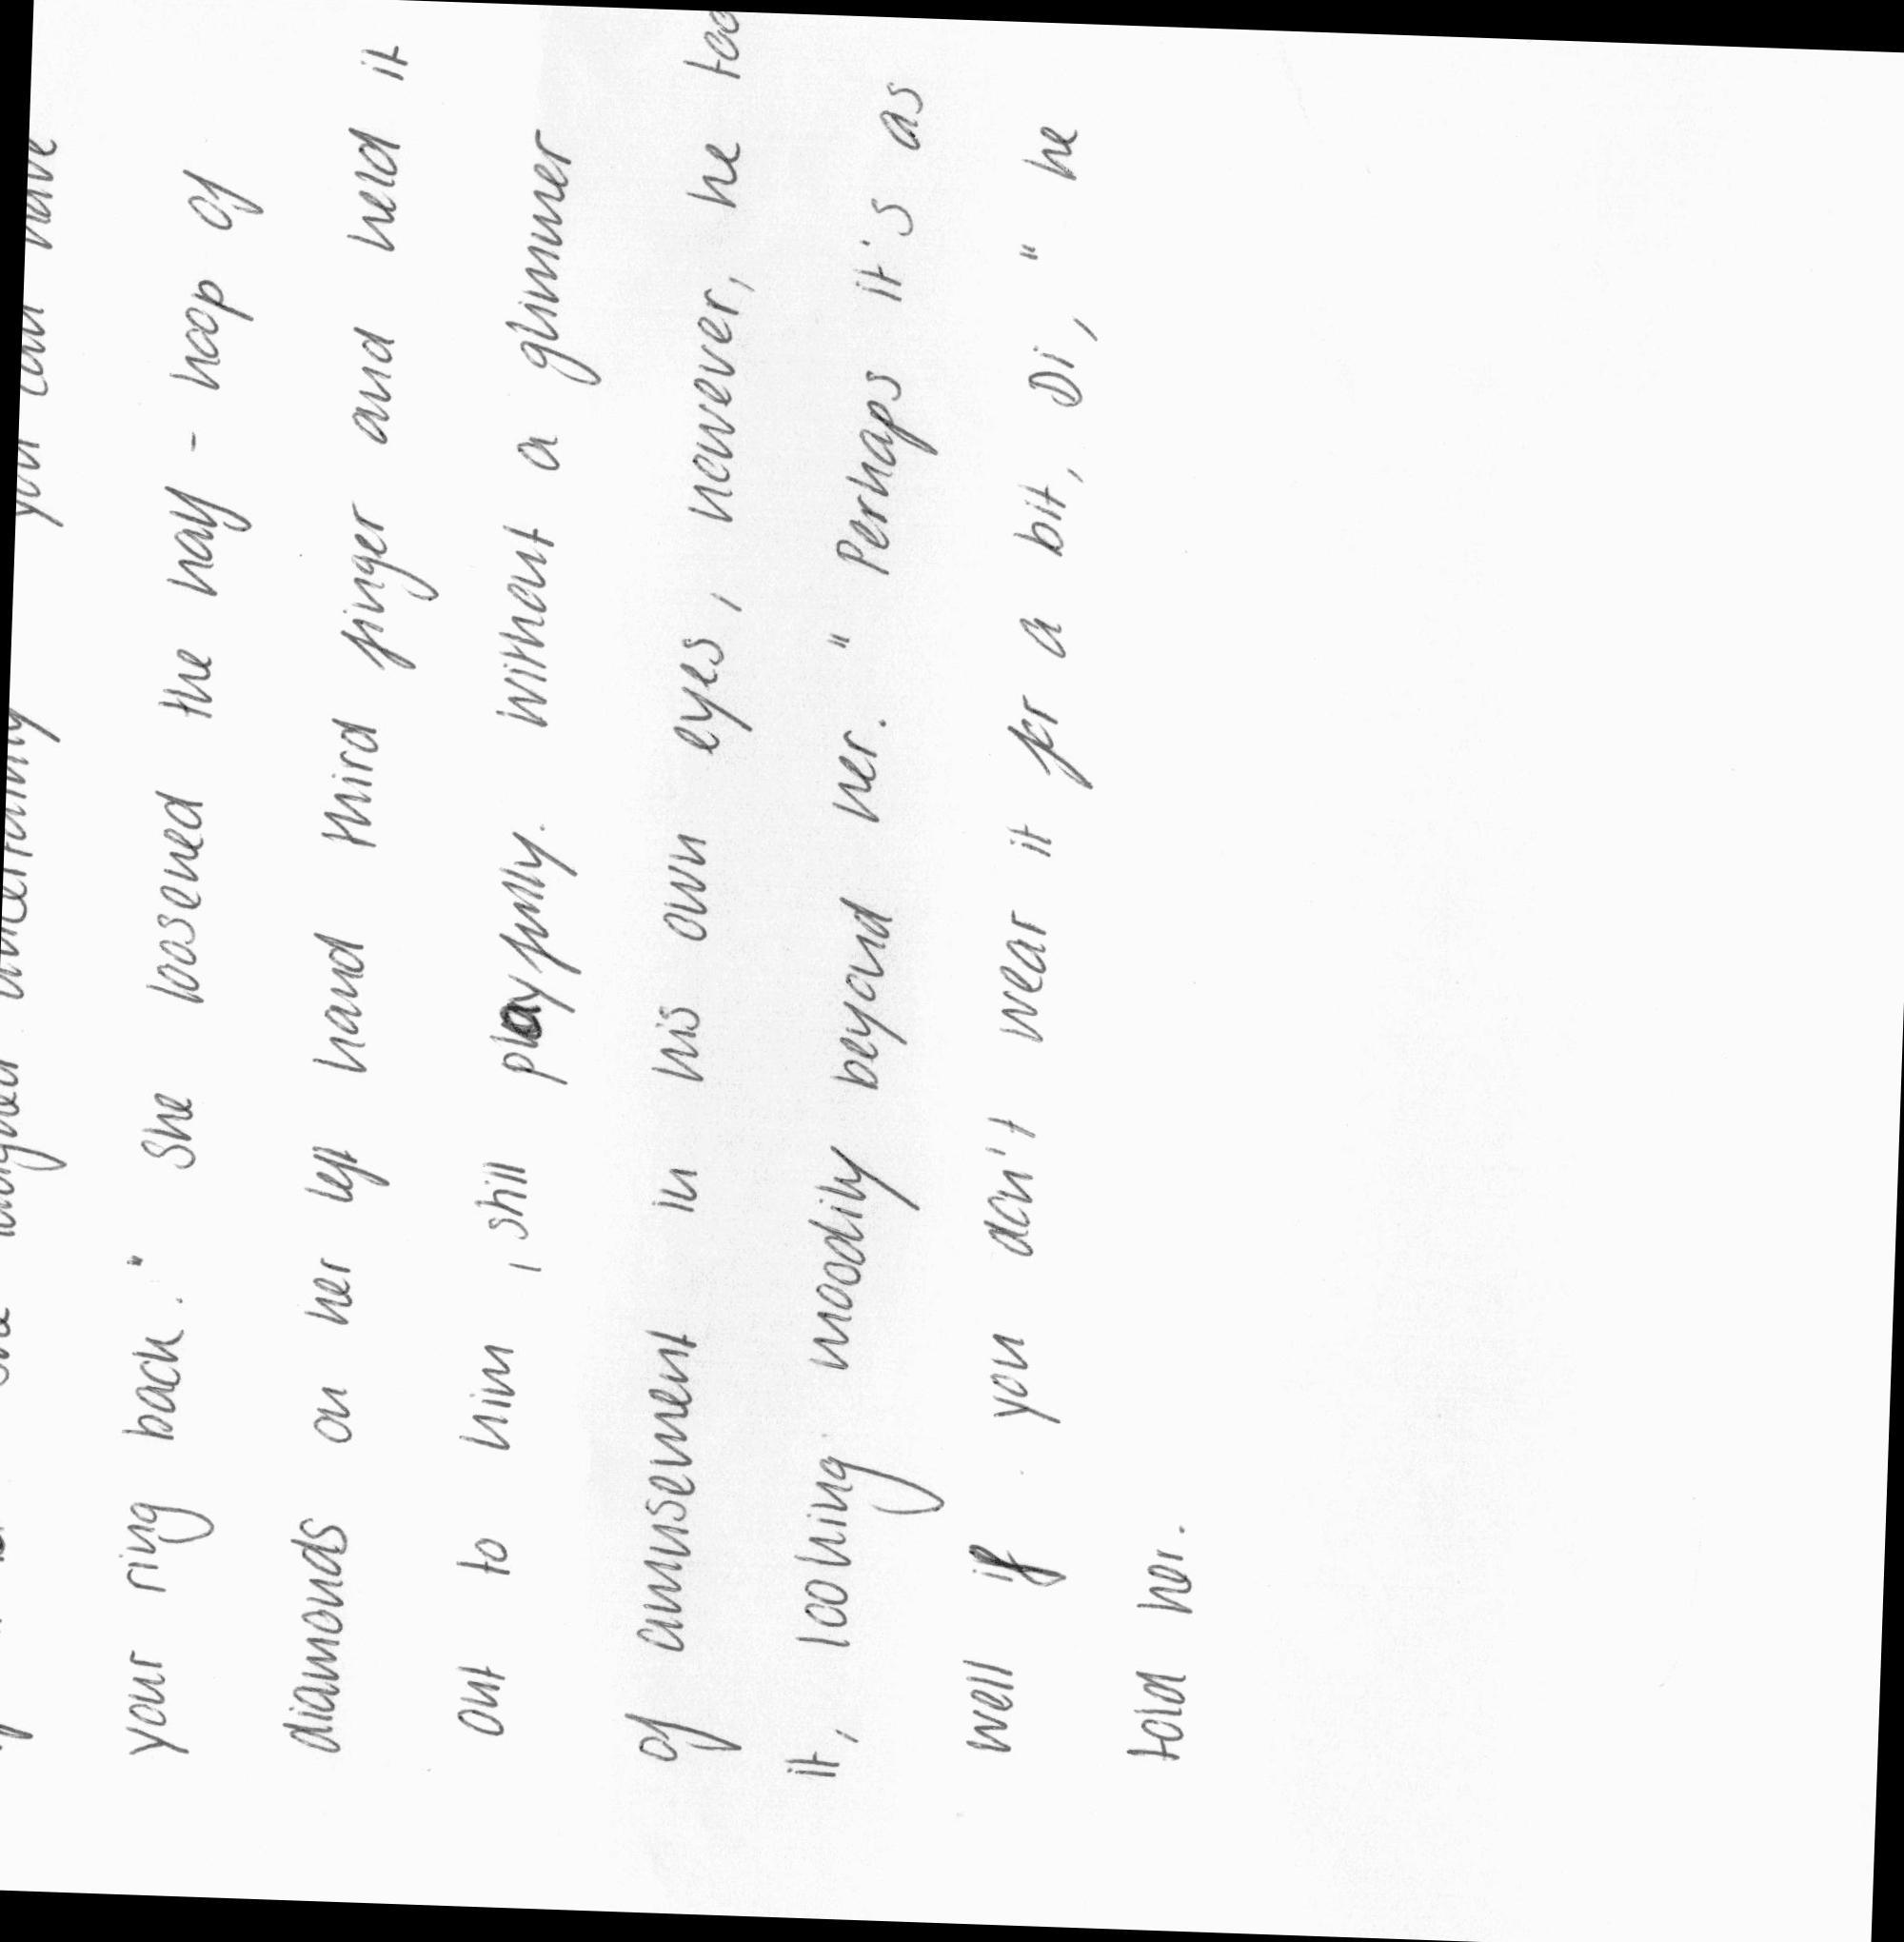 laughed uncertainly you can have
your ring back." She loosened the half - hoop of
diamonds on her left hand third finger and held it
out to him, still playfully. without a glimmer
of amusement in his own eyes, however, he
it, looking moodily beyond her. " Perhaps it's as
well if you don't wear it for a bit, Di, " he
told her.